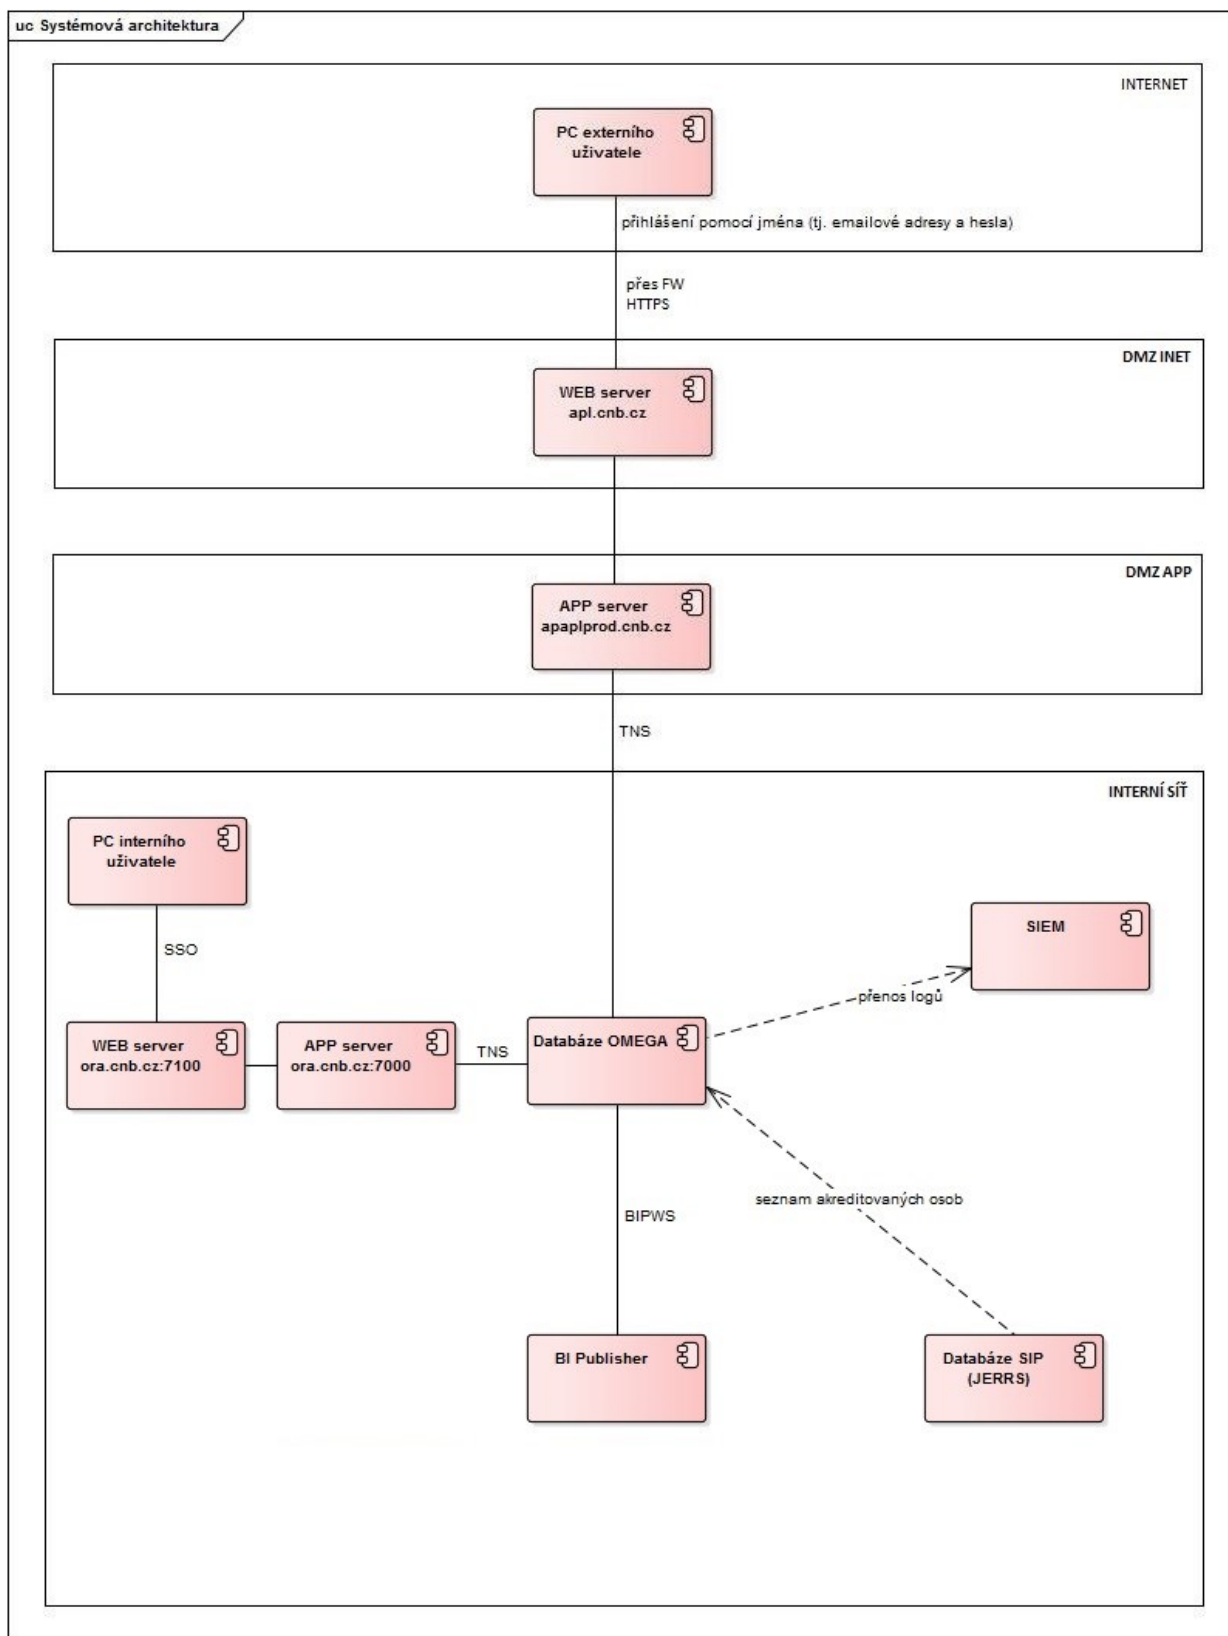 uc Systémová architektura
INTERNET
PC externího
uživatele
přihlášení pomocí jména (tj. emailové adresy a hesla)
přes FW
HTTPS
DMZ INET
WEB server
apl.cnb.cz
DMZ APP
APP server
apaplprod.cnb.cz
TNS
INTERNÍ SÍŤ
PC interního
uživatele
SSO
SIEM
přenos logů
WEB server
ora.cnb.cz:7100
APP server
ora.cnb.cz:7000
TNS
Databáze OMEGA
seznam akreditovaných osob
BIPWS
BI Publisher
Databáze SIP
(JERRS)